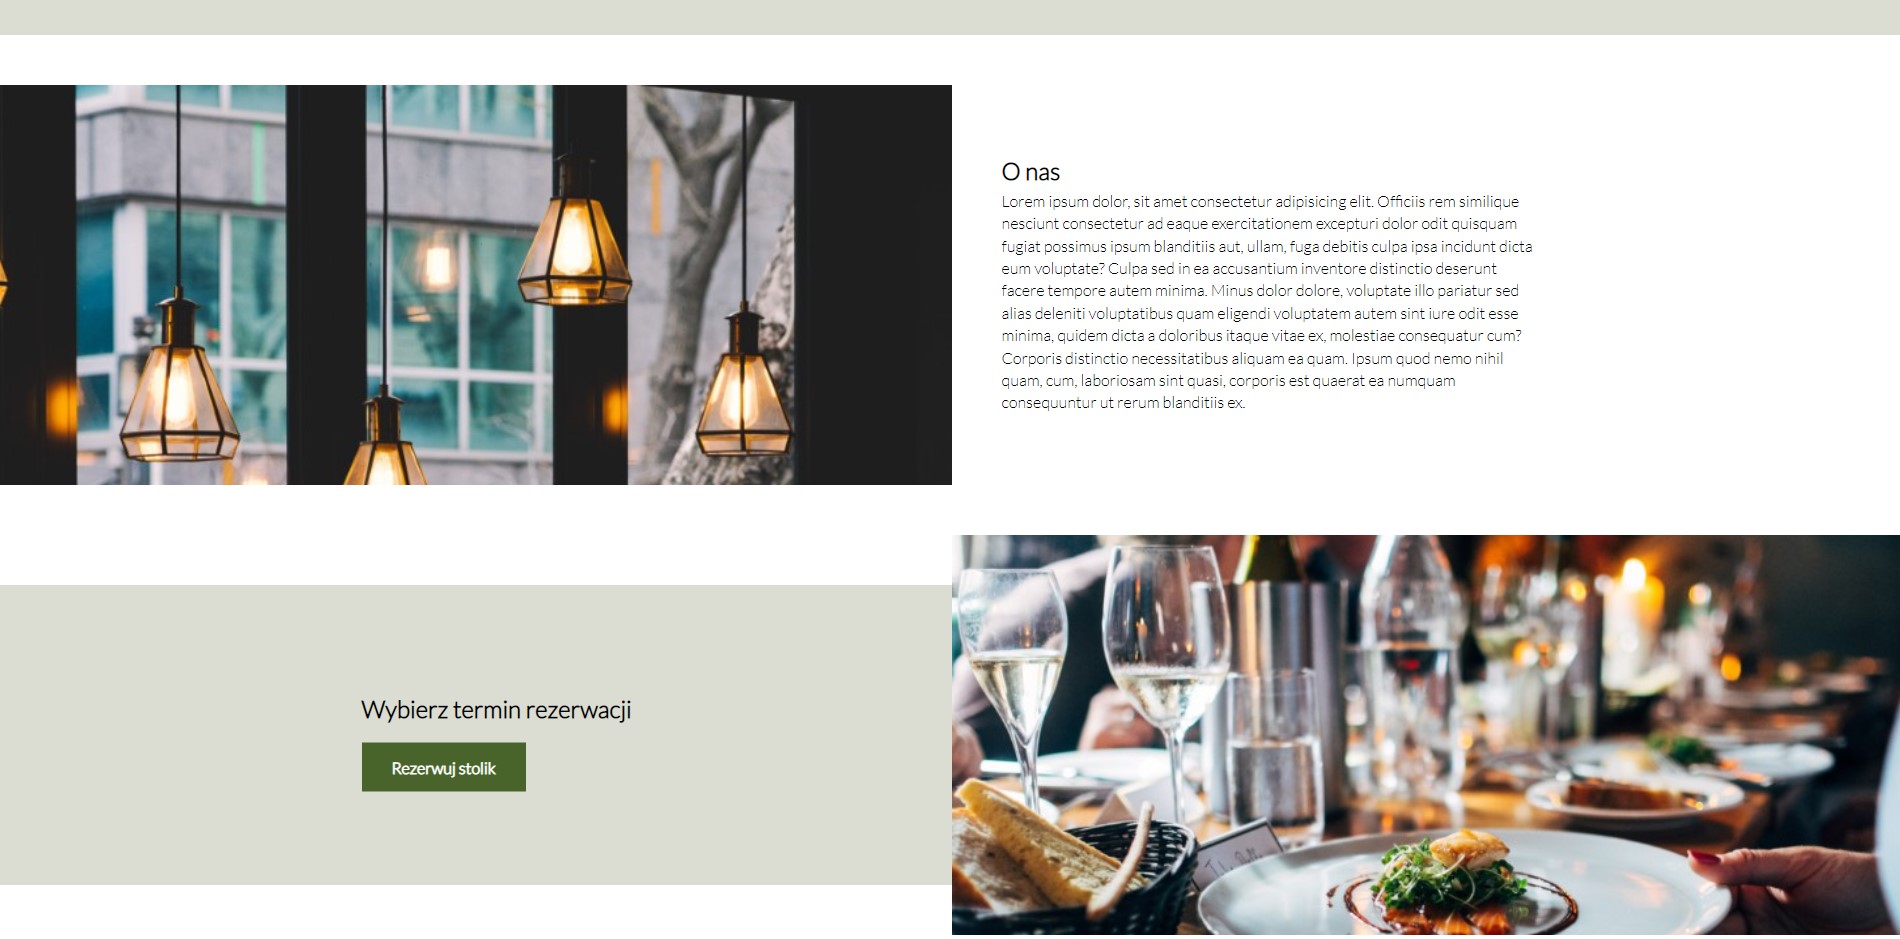 O nas
Lorem ipsum dolor, sit amet consectetur adipisicing elit. Officiis rem similique
nesciunt consectetur ad eaque exercitationem excepturi dolor odit quisquam
fugiat possimus ipsum blanditiis aut, ullam, fuga debitis culpa ipsa incidunt dicta
eum voluptate? Culpa sed in ea accusantium inventore distinctio deserunt
facere tempore autem minima. Minus dolor dolore, voluptate illo pariatur sed
alias deleniti voluptatibus quam eligendi voluptatem autem sint iure odit esse
minima, quidem dicta a doloribus itaque vitae ex, molestiae consequatur cum?
Corporis distinctio necessitatibus aliquam ea quam. Ipsum quod nemo nihil
quam, cum, laboriosam sint quasi, corporis est quaerat ea numquam
consequuntur ut rerum blanditiis ex.
Wybierz termin rezerwacji
Rezerwuj stolik